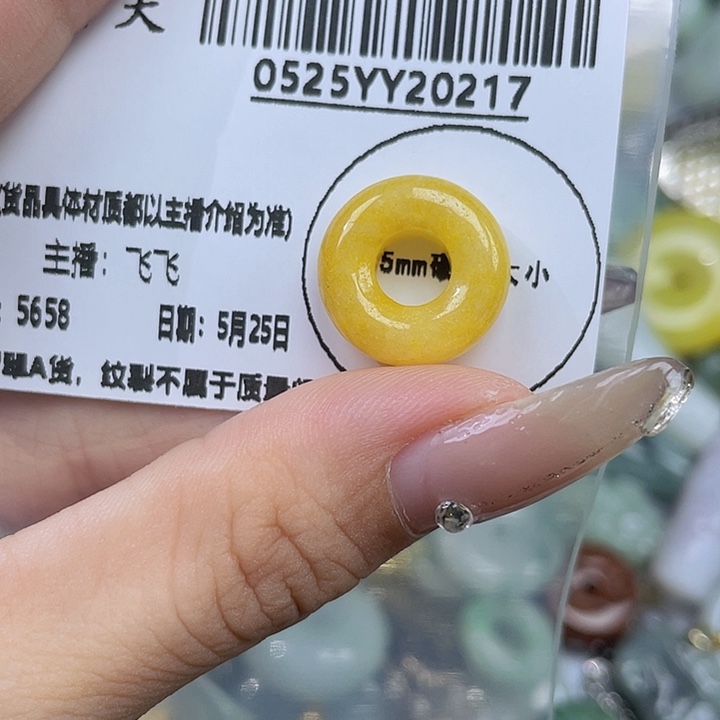 天
0525YY20217
货品具体材质都以主播介绍为准)
5mm
小
主播：飞飞
：5658
日期：5月25日
A货，纹裂不属于质量